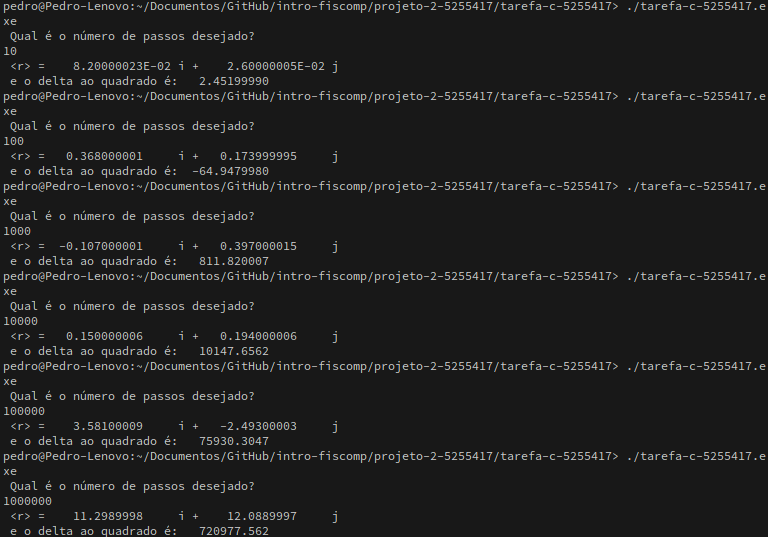 pedro@Pedro-Lenovo:~/Documentos/GitHub/intro-fiscomp/projeto-2-5255417/tarefa-c-5255417> ./tarefa-c-5255417.e
xe
 Qual é o número de passos desejado?
10
 <r> =    8.20000023E-02 i +    2.60000005E-02 j
 e o delta ao quadrado é:   2.45199990
pedro@Pedro-Lenovo:~/Documentos/GitHub/intro-fiscomp/projeto-2-5255417/tarefa-c-5255417> ./tarefa-c-5255417.e
xe
 Qual é o número de passos desejado?
100
 <r> =   0.368000001     i +   0.173999995     j
 e o delta ao quadrado é:  -64.9479980
pedro@Pedro-Lenovo:~/Documentos/GitHub/intro-fiscomp/projeto-2-5255417/tarefa-c-5255417> ./tarefa-c-5255417.e
xe
 Qual é o número de passos desejado?
1000
 <r> =  -0.107000001     i +   0.397000015     j
 e o delta ao quadrado é:   811.820007
pedro@Pedro-Lenovo:~/Documentos/GitHub/intro-fiscomp/projeto-2-5255417/tarefa-c-5255417> ./tarefa-c-5255417.e
xe
 Qual é o número de passos desejado?
10000
 <r> =   0.150000006     i +   0.194000006     j
 e o delta ao quadrado é:   10147.6562
pedro@Pedro-Lenovo:~/Documentos/GitHub/intro-fiscomp/projeto-2-5255417/tarefa-c-5255417> ./tarefa-c-5255417.e
xe
 Qual é o número de passos desejado?
100000
 <r> =    3.58100009     i +   -2.49300003     j
 e o delta ao quadrado é:   75930.3047
pedro@Pedro-Lenovo:~/Documentos/GitHub/intro-fiscomp/projeto-2-5255417/tarefa-c-5255417> ./tarefa-c-5255417.e
xe
 Qual é o número de passos desejado?
1000000
 <r> =    11.2989998     i +    12.0889997     j
 e o delta ao quadrado é:   720977.562